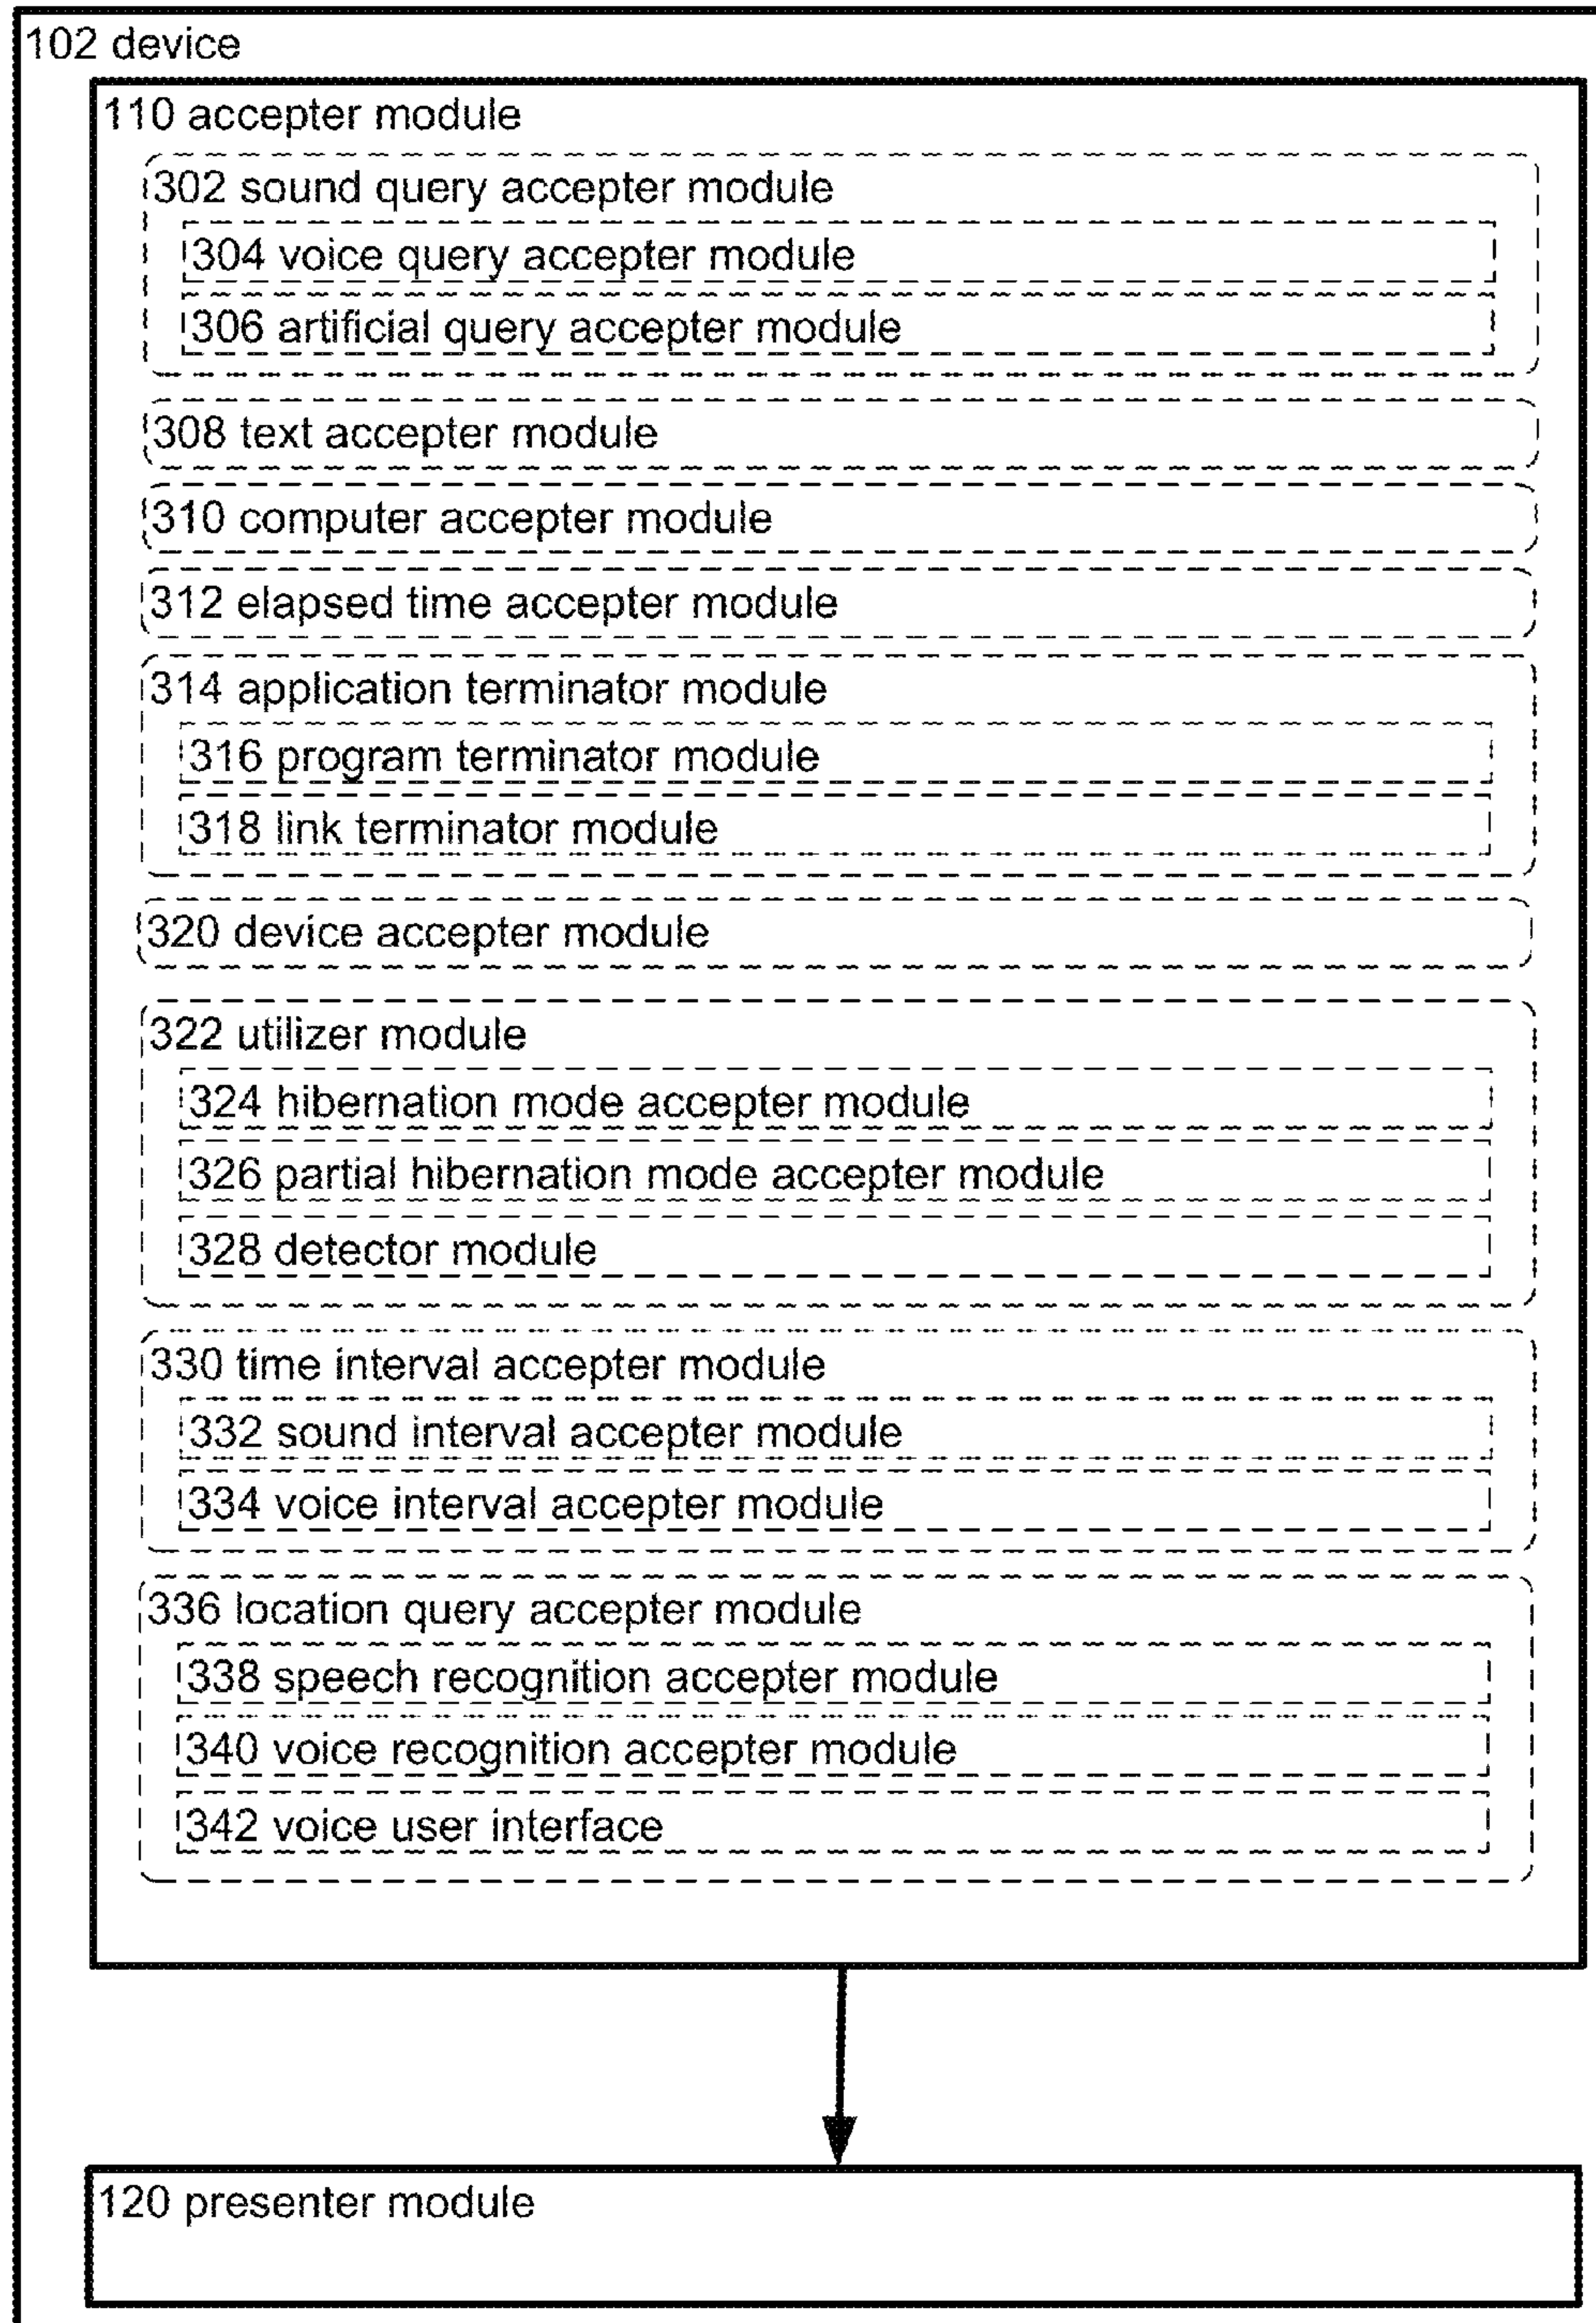 102 device
110 accepter module
302 sound query accepter module
304 voice query accepter module
306 artificial query accepter module
308 text accepter module
310 computer accepter module
312 elapsed time accepter module
314 application terminator module
316 program terminator module
318 link terminator module
320 device accepter module
322 utilizer module
324 hibernation mode accepter module
326 partial hibernation mode accepter module
328 detector module
330 time interval accepter module
332 sound interval accepter module
334 voice interval accepter module
336 location query accepter module
338 speech recognition accepter module
340 voice recognition accepter module
342 voice user interface
120 presenter module